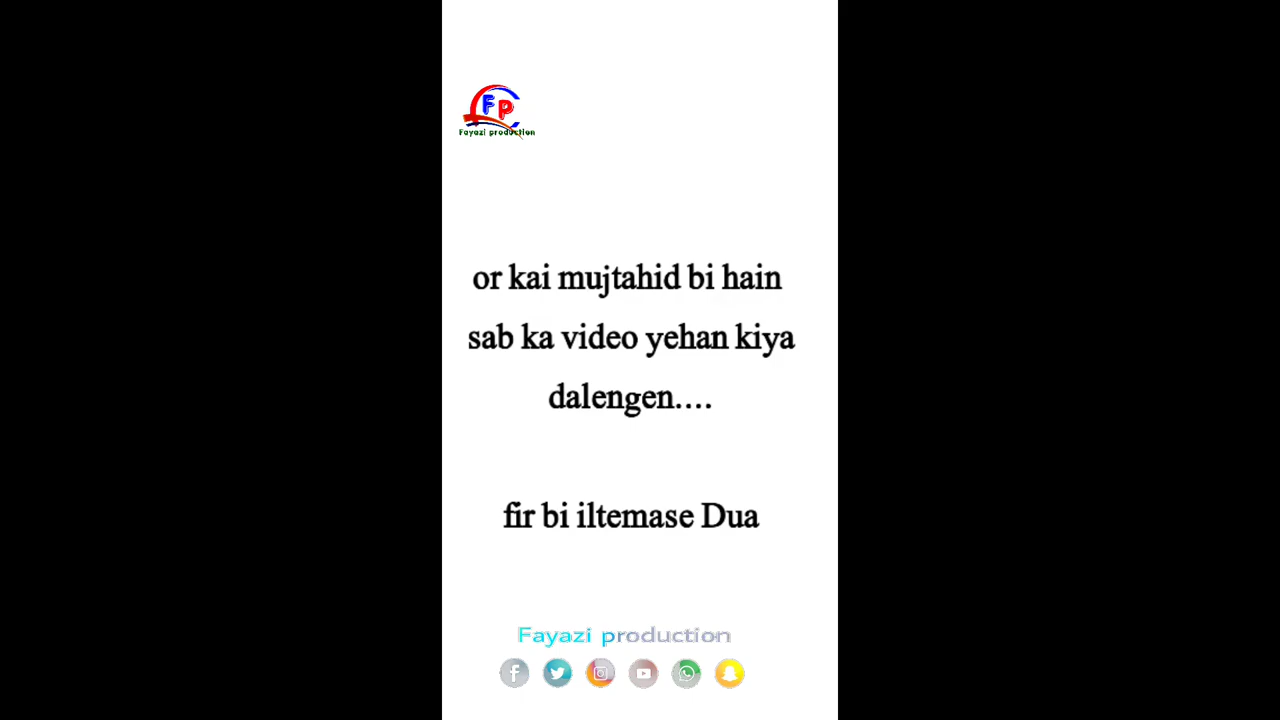 FP
Fayazi production
or kai mujtahid bi hain
sab ka video yehan kiya
dalengen....
fir bi iltemase Dua
Fayazi production